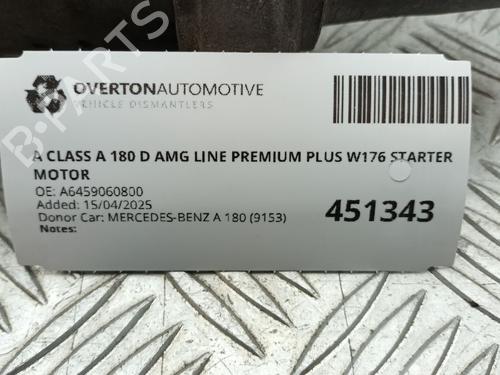 OVERTONAUTOMOTIVE
VEHICLE DISMANTLERS
A CLASS A 180 D AMG LINE PREMIUM PLUS W176 STARTER
MOTOR
OE: A6459060800
Added: 15/04/2025
Donor Car: MERCEDES-BENZ A 180 (9153)
Notes:
451343
B-PARTS